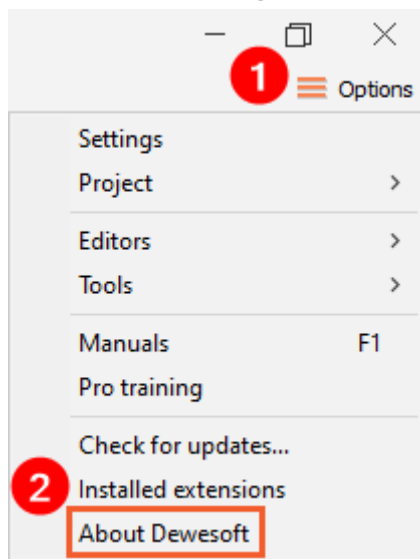 1
Options
Settings
Project
Editors
Tools
Manuals F1
Pro training
Check for updates...
2
Installed extensions
About Dewesoft